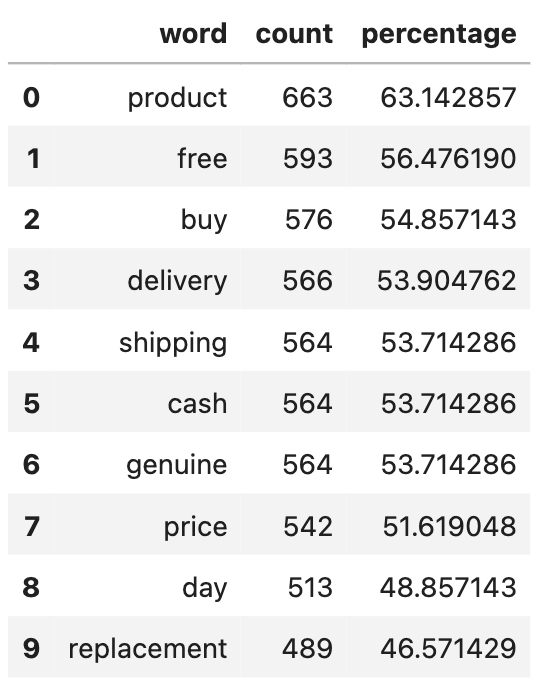 word count percentage
0 product 663 63.142857
1 free 593 56.476190
2 buy 576 54.857143
3 delivery 566 53.904762
4 shipping 564 53.714286
5 cash 564 53.714286
6 genuine 564 53.714286
7 price 542 51.619048
8 day 513 48.857143
9 replacement 489 46.571429